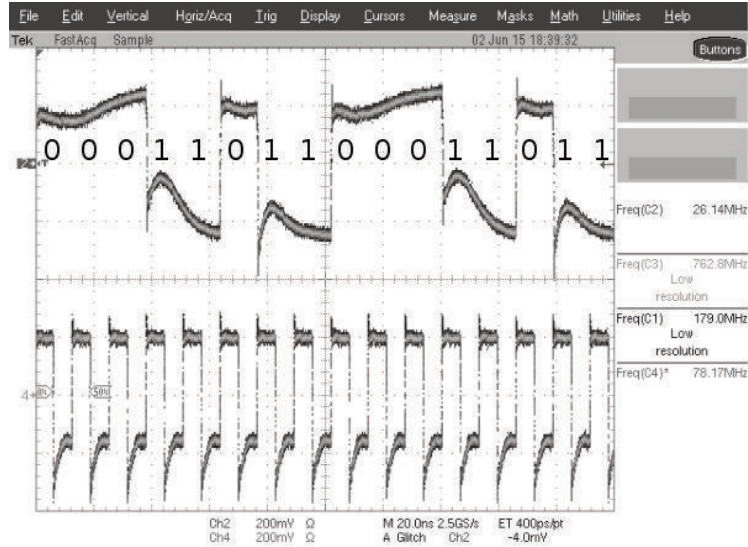 File Edit Vertical Horiz/Acq Trig Display Cursors Measure Masks Math Utilities Help
Tek FastAcq Sample 02 Jun 15 18:39:32
Buttons
0 0 0 1 1 0 1 1 0 0 0 1 1 0 1 1
Freq(C2) 26.14MHz
Freq(C3) 762.8MHz
Low
resolution
Freq(C1) 179.0MHz
Low
resolution
Freq(C4)* 78.17MHz
50%
Ch2 200mV Ω M 20.0ns 2.5GS/s ET 400ps/pt
Ch4 200mV Ω A Glitch Ch2 -4.0mV